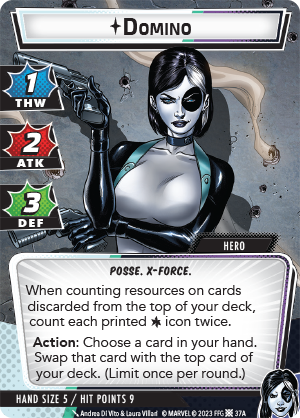 Domino
1
THW
2
ATK
3
DEF
HERO
POSSE. X-FORCE.
When counting resources on cards
discarded from the top of your deck,
count each printed icon twice.
Action: Choose a card in your hand.
Swap that card with the top card of
your deck. (Limit once per round.)
HAND SIZE 5 / HIT POINTS 9
Andrea Di Vito & Laura Villari © MARVEL © 2023 FFG 37A